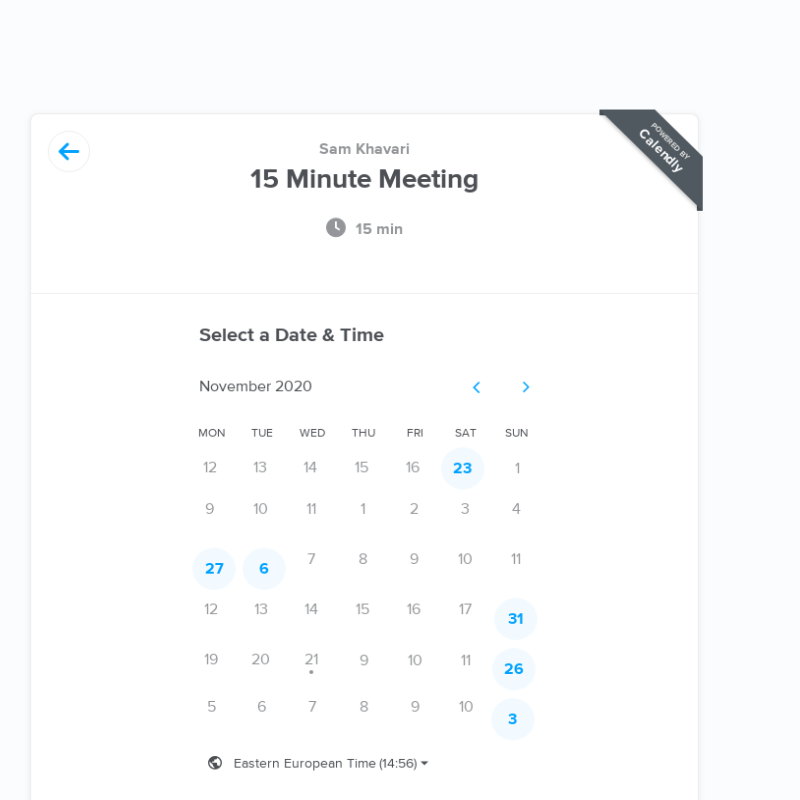 POWERED BY
Calendly
Sam Khavari
15 Minute Meeting
15 min
Select a Date & Time
November 2020
MON TUE WED THU FRI SAT SUN
12 13 14 15 16 23 1
9 10 11 1 2 3 4
27 6 7 8 9 10 11
12 13 14 15 16 17 31
19 20 21 9 10 11 26
5 6 7 8 9 10 3
Eastern European Time (14:56)